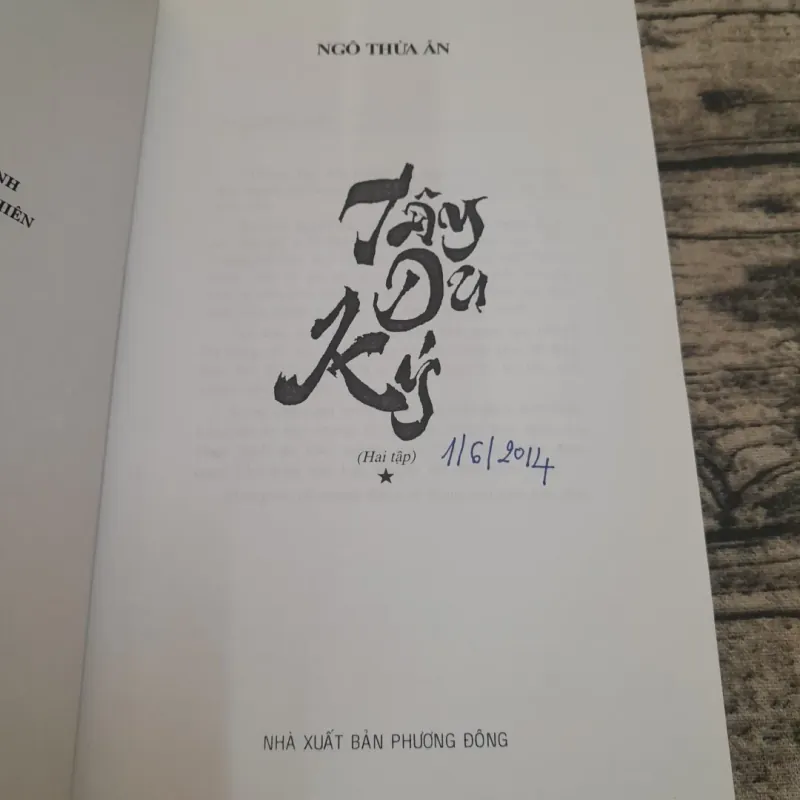 NGÔ THỪA ÂN
Tây
Du
Ký
(Hai tập) 1/6/2014
NHÀ XUẤT BẢN PHƯƠNG ĐÔNG